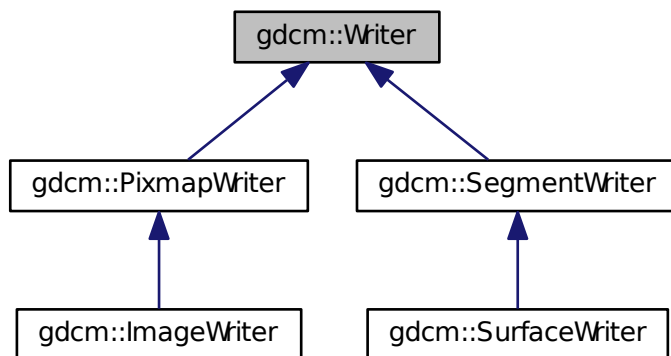 gdcm::Writer
gdcm::PixmapWriter
gdcm::SegmentWriter
gdcm::ImageWriter
gdcm::SurfaceWriter